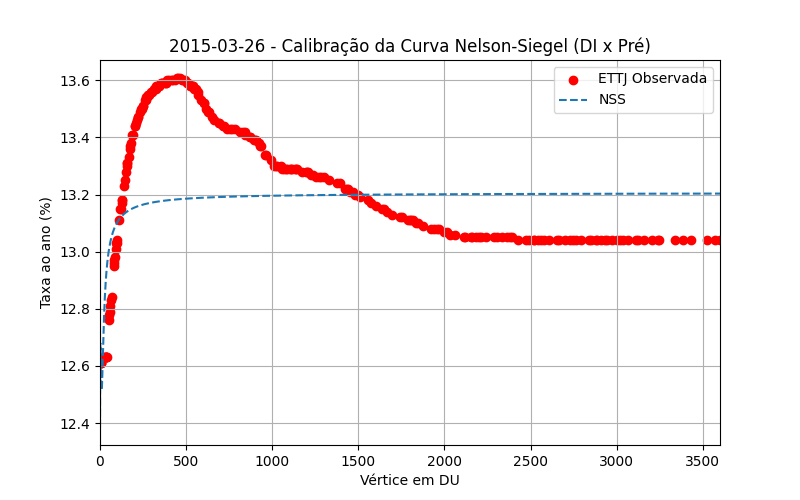 2015-03-26 - Calibração da Curva Nelson-Siegel (DI x Pré)
ETTJ Observada
NSS
Taxa ao ano (%)
13.6
13.4
13.2
13.0
12.8
12.6
12.4
0 500 1000 1500 2000 2500 3000 3500
Vértice em DU